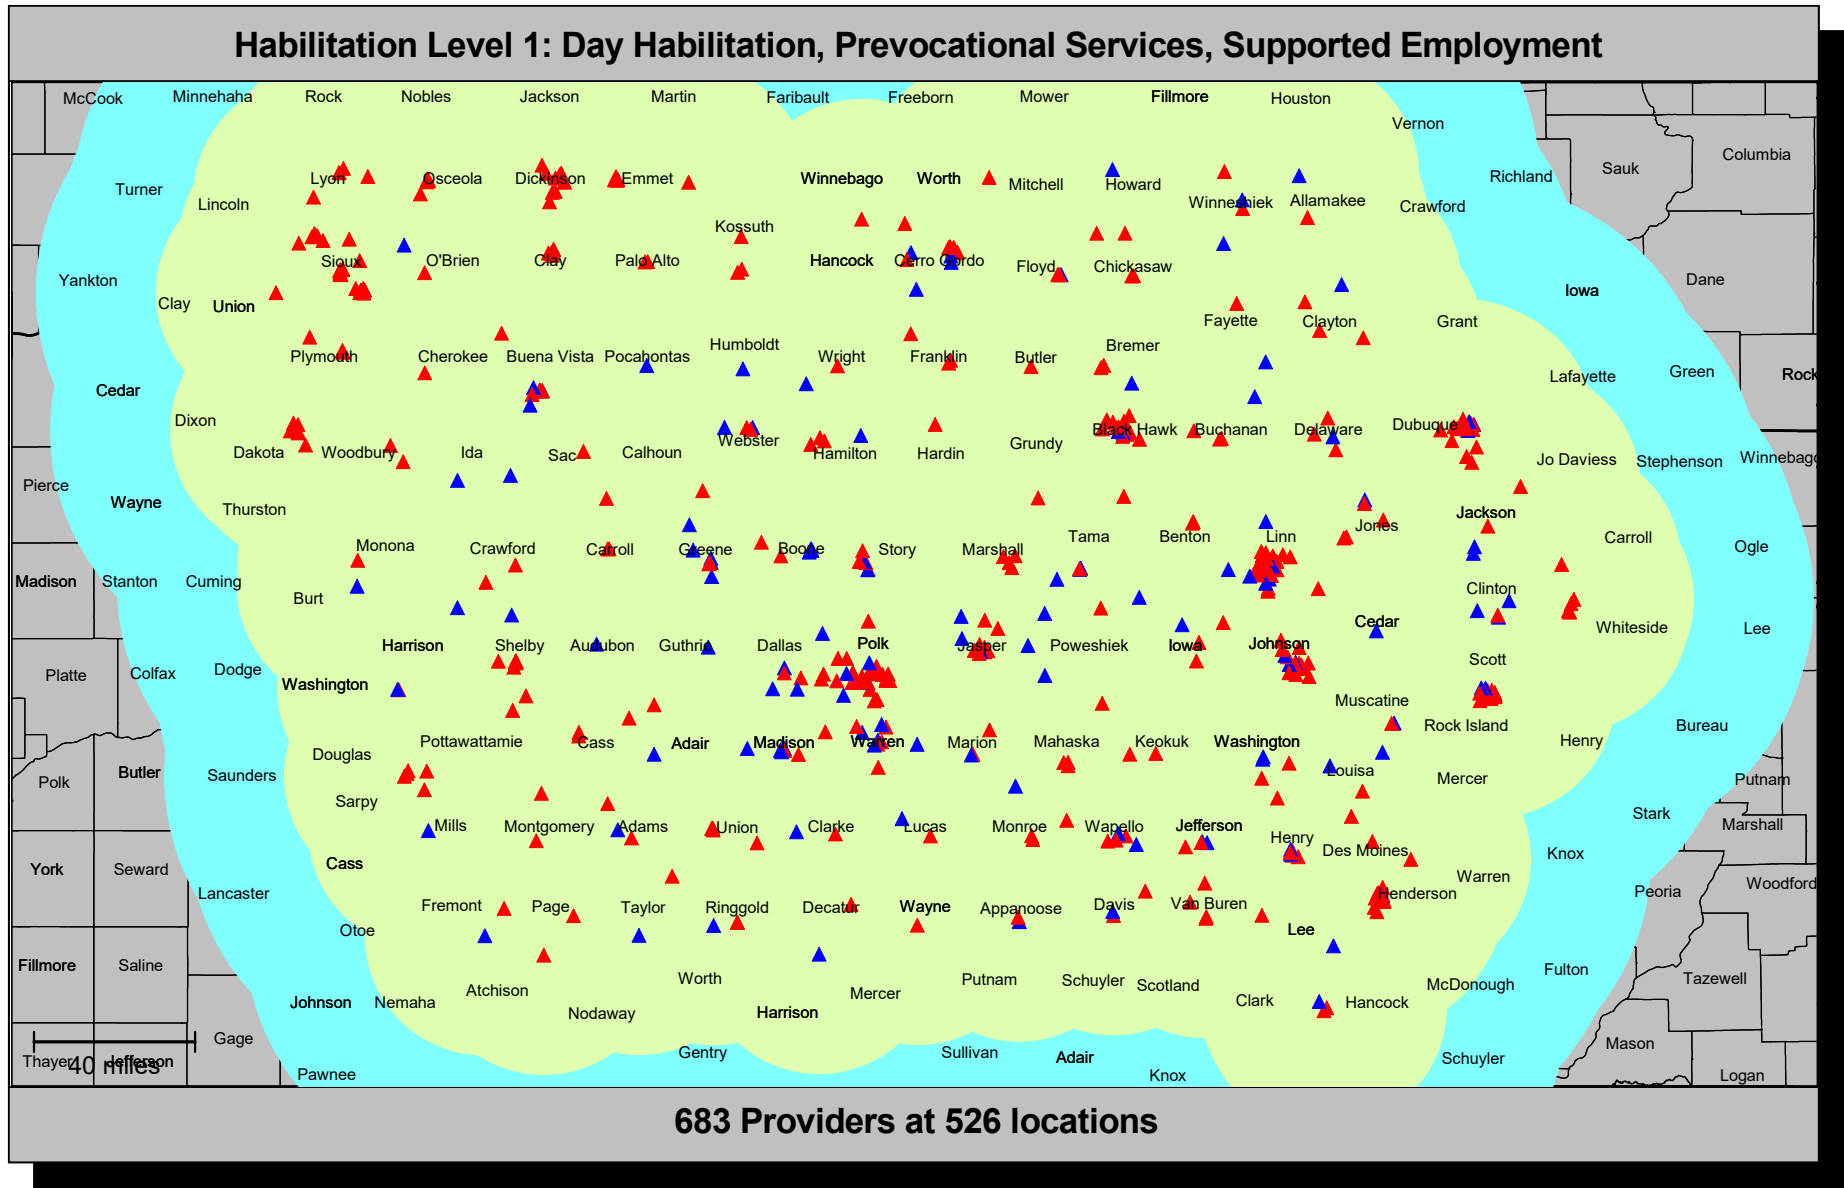 Habilitation Level 1: Day Habilitation, Prevocational Services, Supported Employment
McCook Minnehaha Rock Nobles Jackson Martin Faribault Freeborn Mower Fillmore Houston
Vernon
Sauk Columbia
Turner Lincoln Lyon Osceola Dickinson Emmet Winnebago Worth Mitchell Howard Winneshiek Allamakee Crawford Richland
Kossuth
Yankton Sioux O'Brien Clay Palo Alto Hancock Cerro Gordo Floyd Chickasaw Dane
Clay Union Iowa
Fayette Clayton Grant
Plymouth Cherokee Buena Vista Pocahontas Humboldt Wright Franklin Butler Bremer
Cedar Lafayette Green Rock
Dixon Webster Black Hawk Buchanan Delaware Dubuque
Dakota Woodbury Ida Sac Calhoun Hamilton Hardin Grundy Jo Daviess Stephenson Winnebago
Pierce
Wayne Thurston Jackson
Monona Crawford Carroll Greene Boone Story Marshall Tama Benton Linn Jones Carroll Ogle
Madison Stanton Cuming Burt Clinton
Harrison Shelby Audubon Guthrie Dallas Polk Jasper Poweshiek Iowa Johnson Cedar Whiteside Lee
Platte Colfax Dodge Washington Scott
Muscatine
Rock Island Bureau
Douglas Pottawattamie Cass Adair Madison Warren Marion Mahaska Keokuk Washington Henry
Polk Butler Saunders Louisa Mercer Putnam
Sarpy
Mills Montgomery Adams Union Clarke Lucas Monroe Wapello Jefferson Henry Stark Marshall
Des Moines Knox
York Seward Cass Warren
Lancaster Henderson Peoria Woodford
Fremont Page Taylor Ringgold Decatur Wayne Appanoose Davis Van Buren
Otoe Lee
Fillmore Saline Fulton
Worth Putnam Schuyler Scotland McDonough Tazewell
Johnson Nemaha Atchison Nodaway Harrison Mercer Clark Hancock
Gage Gentry Sullivan Adair Schuyler Mason
Thayer Jefferson
40 miles
Pawnee Knox Logan
683 Providers at 526 locations